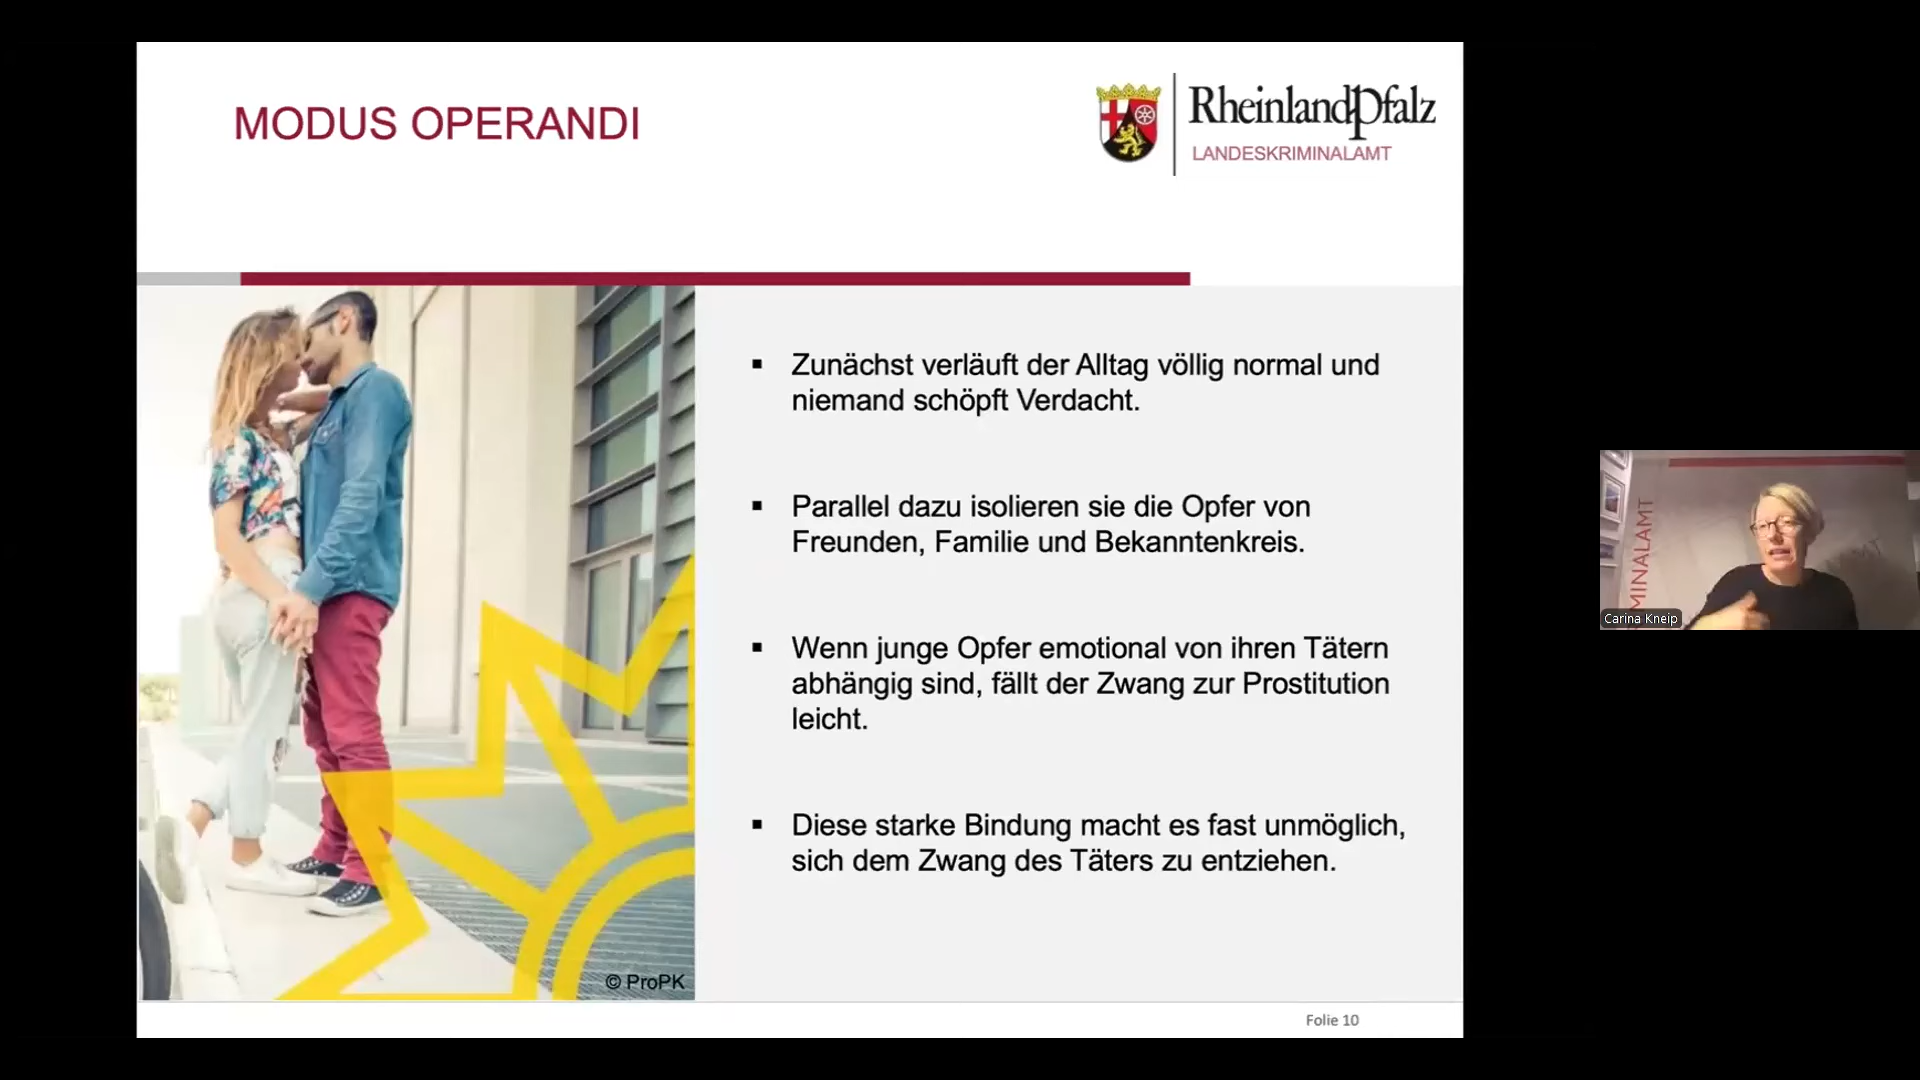 MODUS OPERANDI
RheinlandPfalz
LANDESKRIMINALAMT
▪ Zunächst verläuft der Alltag völlig normal und
niemand schöpft Verdacht.
▪ Parallel dazu isolieren sie die Opfer von
Freunden, Familie und Bekanntenkreis.
▪ Wenn junge Opfer emotional von ihren Tätern
abhängig sind, fällt der Zwang zur Prostitution
leicht.
▪ Diese starke Bindung macht es fast unmöglich,
sich dem Zwang des Täters zu entziehen.
© ProPK
Folie 10
MINALAMT
Carina Kneip